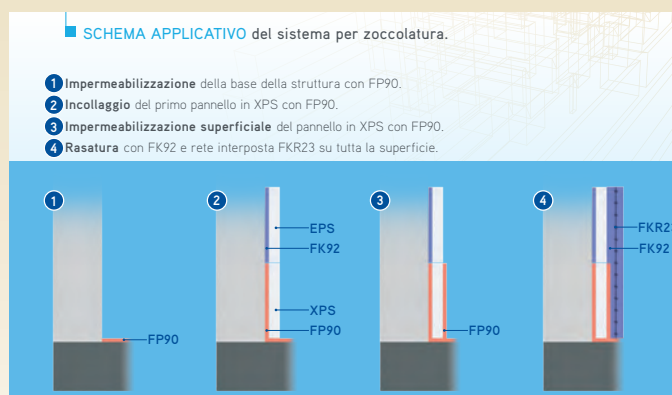 SCHEMA APPLICATIVO del sistema per zoccolatura.
1 Impermeabilizzazione della base della struttura con FP90.
2 Incollaggio del primo pannello in XPS con FP90.
3 Impermeabilizzazione superficiale del pannello in XPS con FP90.
4 Rasatura con FK92 e rete interposta FKR23 su tutta la superficie.
1
FP90
2
EPS
FK92
XPS
FP90
3
FP90
4
FKR23
FK92